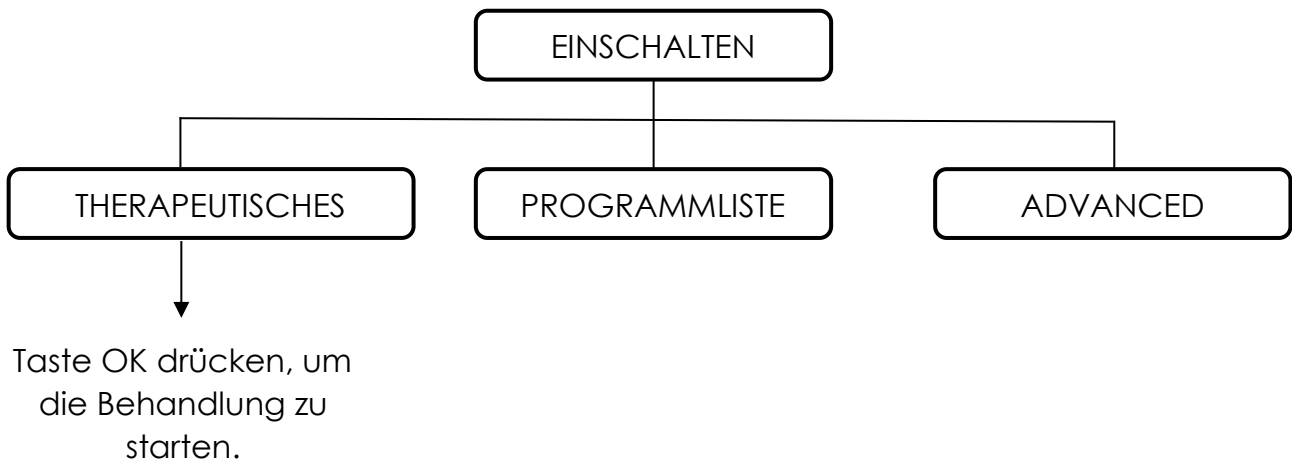 EINSCHALTEN
THERAPEUTISCHES
PROGRAMMLISTE
ADVANCED
Taste OK drücken, um
die Behandlung zu
starten.